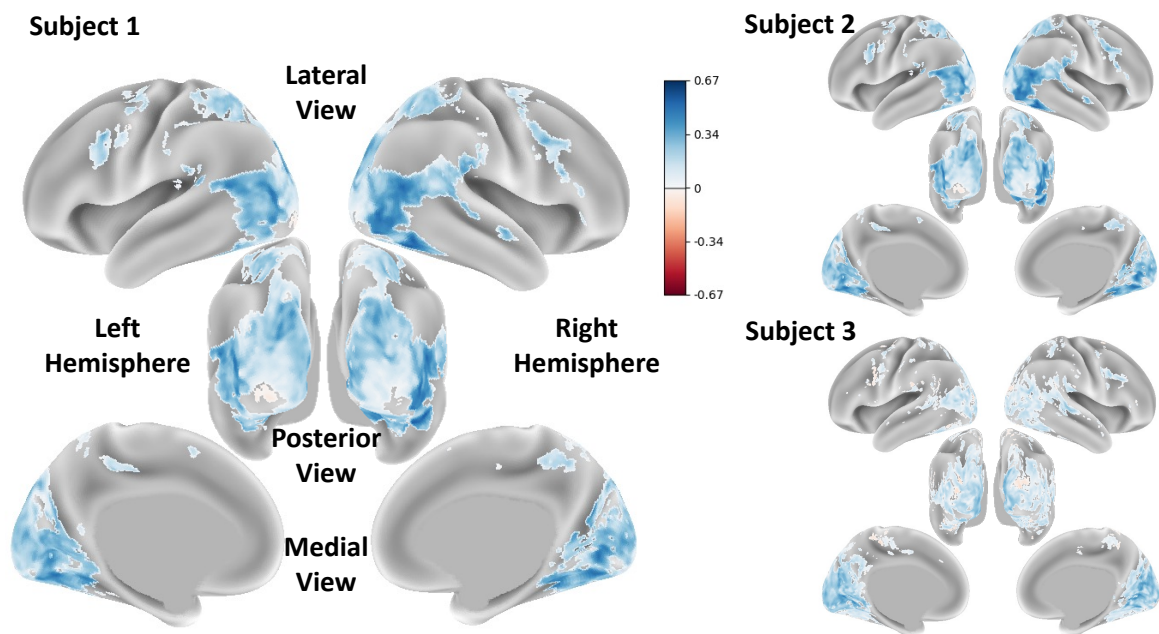 Subject 1
Lateral
View
0.67
0.34
0
-0.34
-0.67
Left
Hemisphere
Right
Hemisphere
Posterior
View
Medial
View
Subject 2
Subject 3